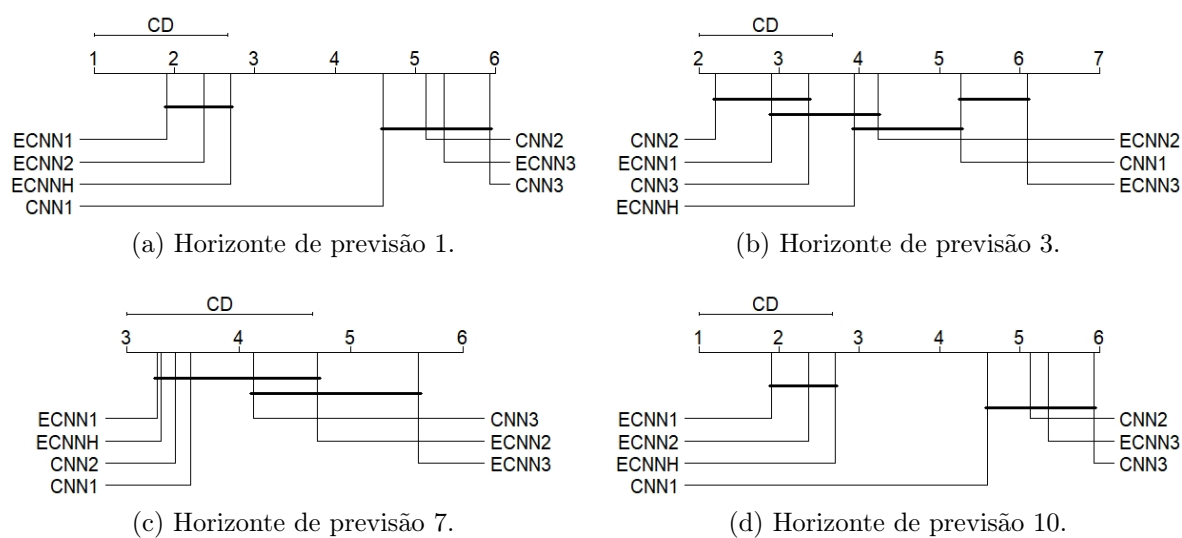 CD
1 2 3 4 5 6
ECNN1 CNN2
ECNN2 ECNN3
ECNNH CNN3
CNN1
(a) Horizonte de previsão 1.
CD
2 3 4 5 6 7
CNN2 ECNN2
ECNN1 CNN1
CNN3 ECNN3
ECNNH
(b) Horizonte de previsão 3.
CD
3 4 5 6
ECNN1 CNN3
ECNNH ECNN2
CNN2 ECNN3
CNN1
(c) Horizonte de previsão 7.
CD
1 2 3 4 5 6
ECNN1 CNN2
ECNN2 ECNN3
ECNNH CNN3
CNN1
(d) Horizonte de previsão 10.